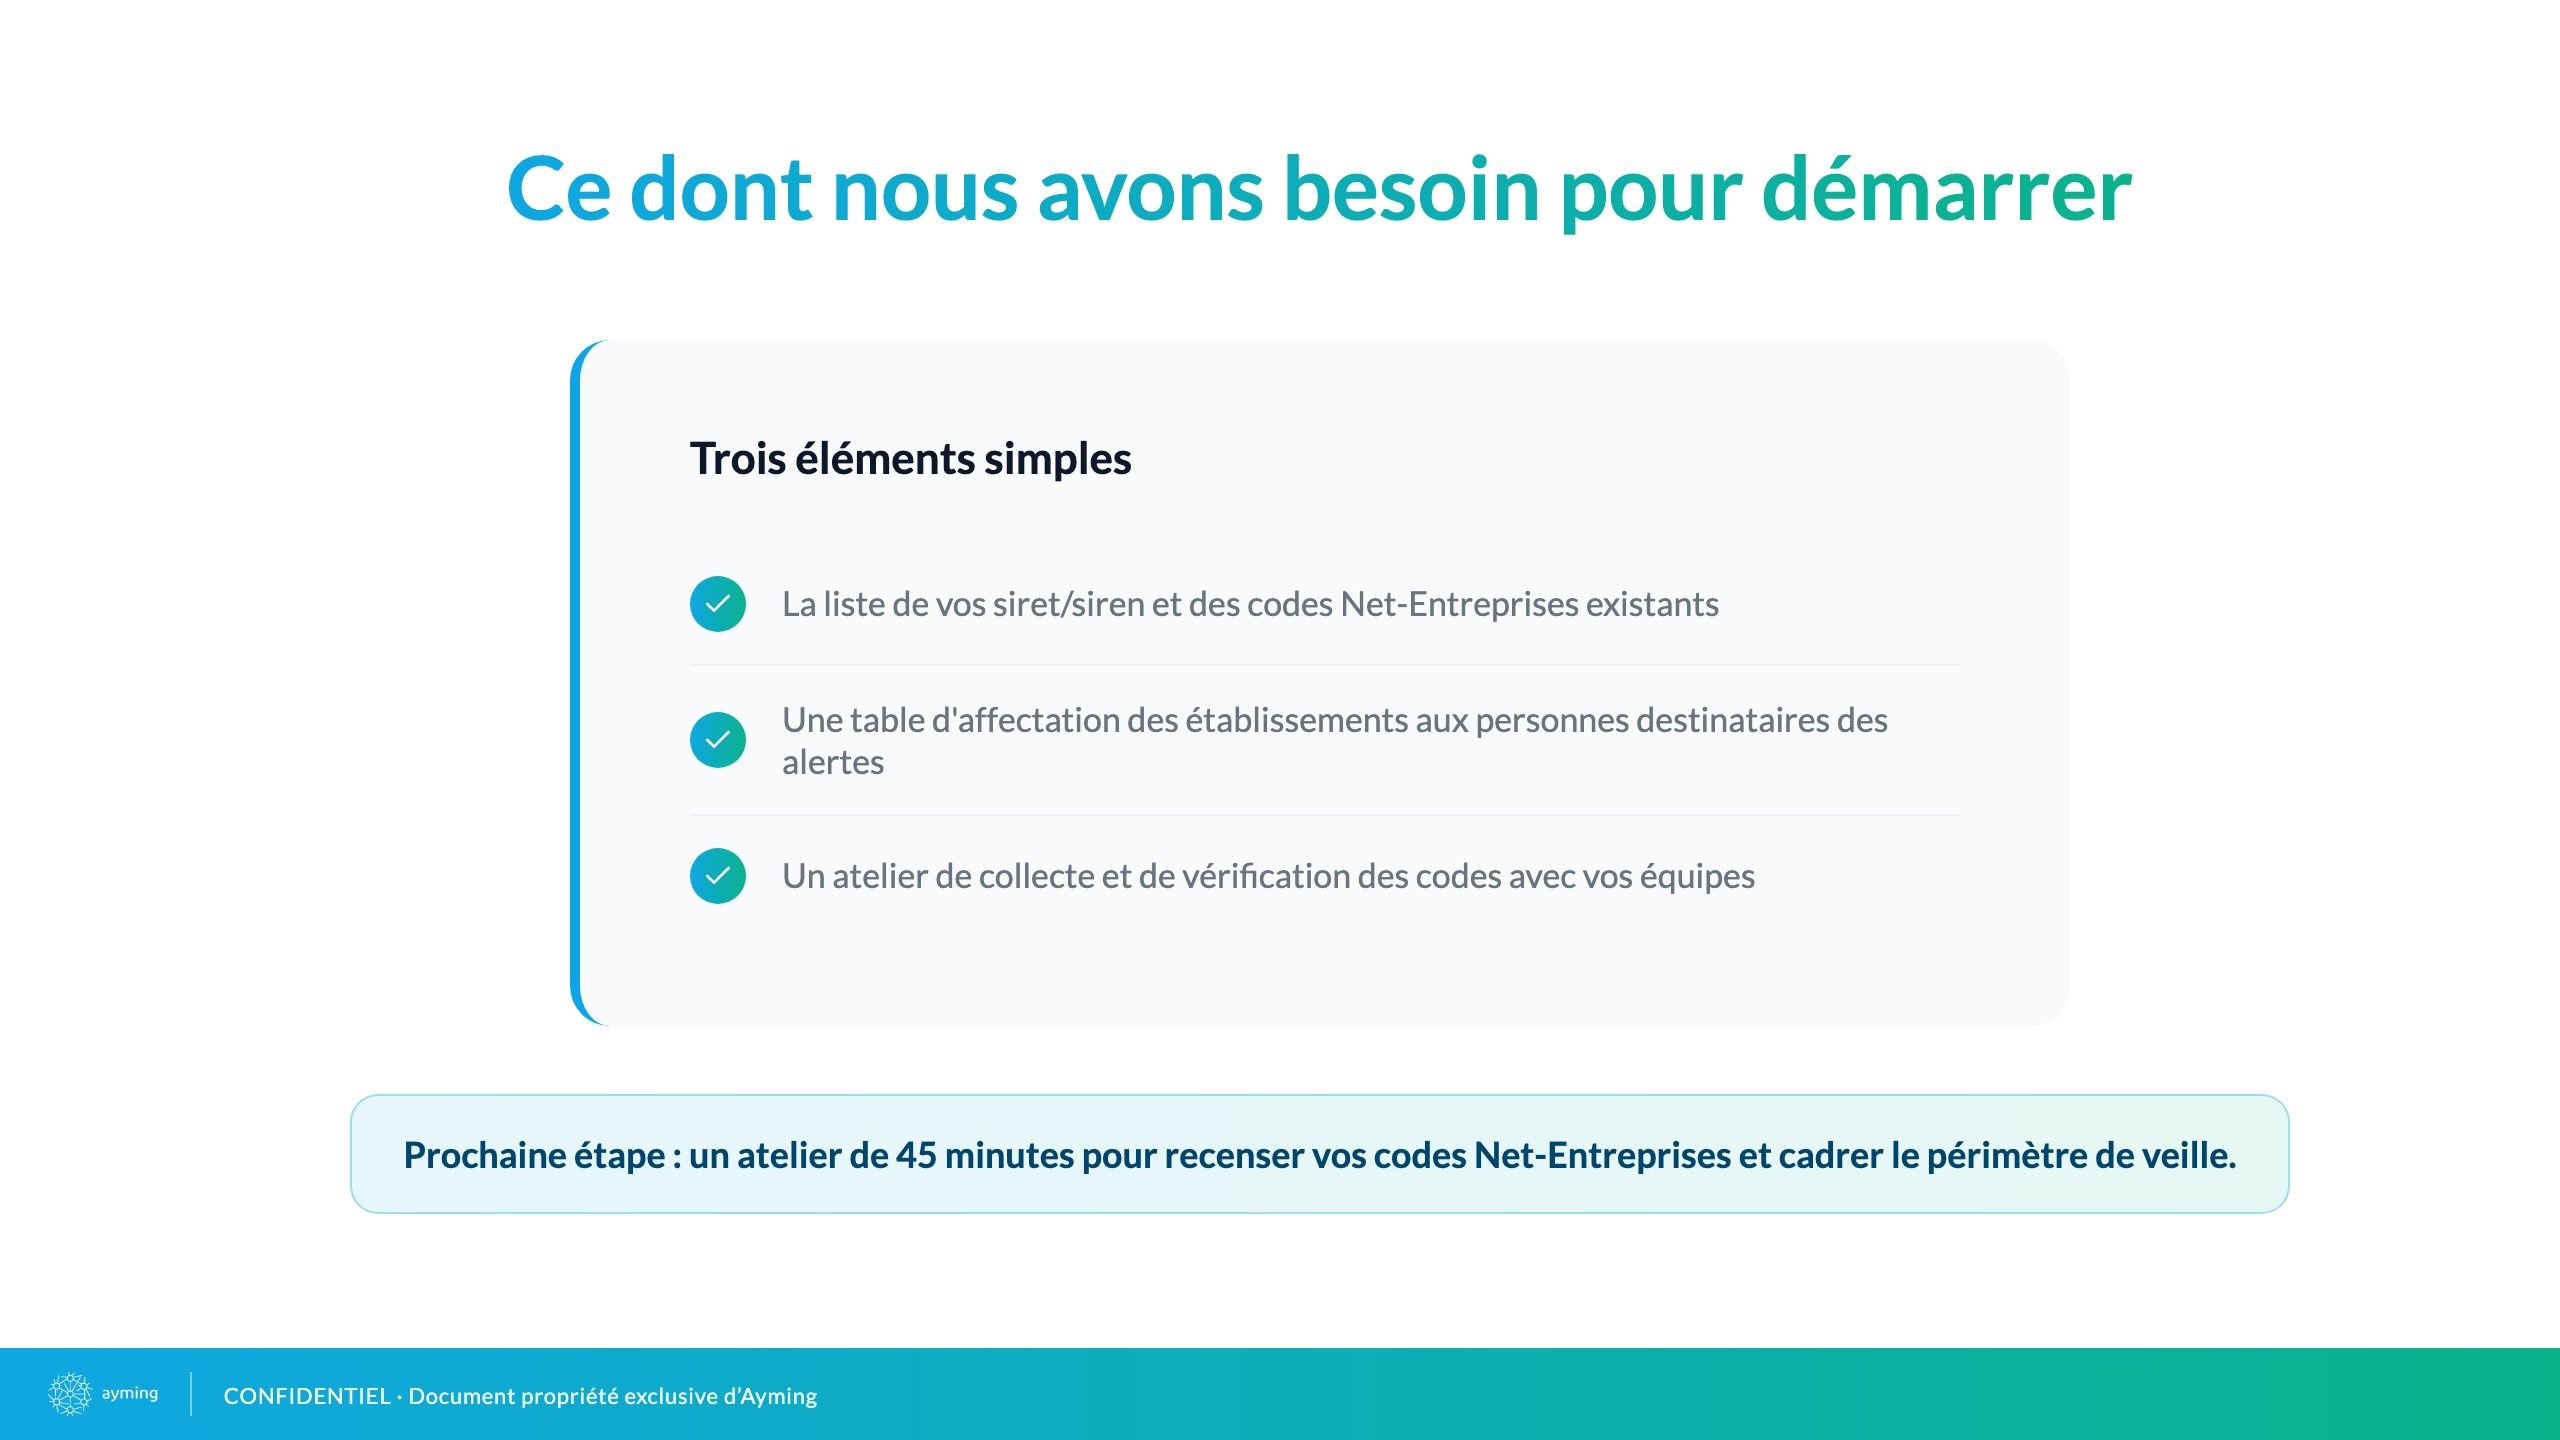 Ce dont nous avons besoin pour démarrer
Trois éléments simples
La liste de vos siret/siren et des codes Net-Entreprises existants
Une table d'affectation des établissements aux personnes destinataires des
alertes
Un atelier de collecte et de vérification des codes avec vos équipes
Prochaine étape : un atelier de 45 minutes pour recenser vos codes Net-Entreprises et cadrer le périmètre de veille.
ayming
CONFIDENTIEL · Document propriété exclusive d’Ayming